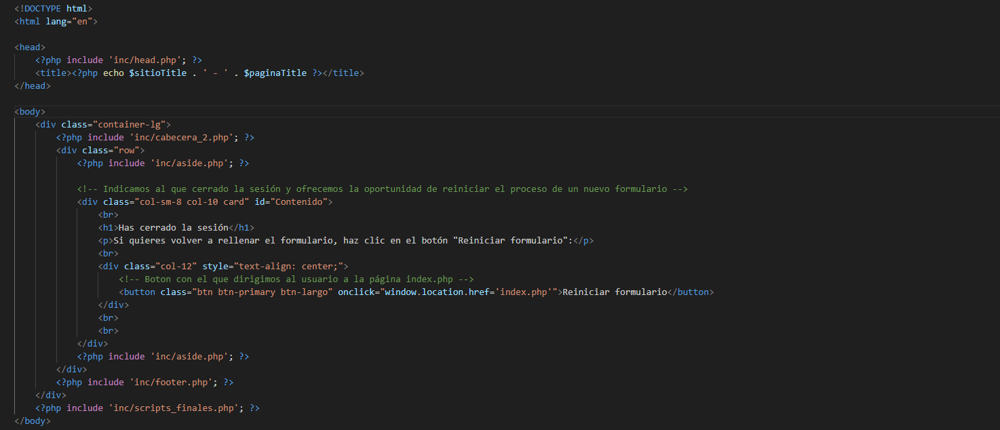 <!DOCTYPE html>
<html lang="en">
<head>
<?php include 'inc/head.php'; ?>
<title><?php echo $sitioTitle . ' - ' . $paginaTitle ?></title>
</head>
<body>
<div class="container-lg">
<?php include 'inc/cabecera_2.php'; ?>
<div class="row">
<?php include 'inc/aside.php'; ?>
<!-- Indicamos al que cerrado la sesión y ofrecemos la oportunidad de reiniciar el proceso de un nuevo formulario -->
<div class="col-sm-8 col-10 card" id="Contenido">
<br>
<h1>Has cerrado la sesión</h1>
<p>Si quieres volver a rellenar el formulario, haz clic en el botón "Reiniciar formulario":</p>
<br>
<div class="col-12" style="text-align: center;">
<!-- Boton con el que dirigimos al usuario a la página index.php -->
<button class="btn btn-primary btn-largo" onclick="window.location.href='index.php'">Reiniciar formulario</button>
</div>
<br>
<br>
</div>
<?php include 'inc/aside.php'; ?>
</div>
<?php include 'inc/footer.php'; ?>
</div>
<?php include 'inc/scripts_finales.php'; ?>
</body>